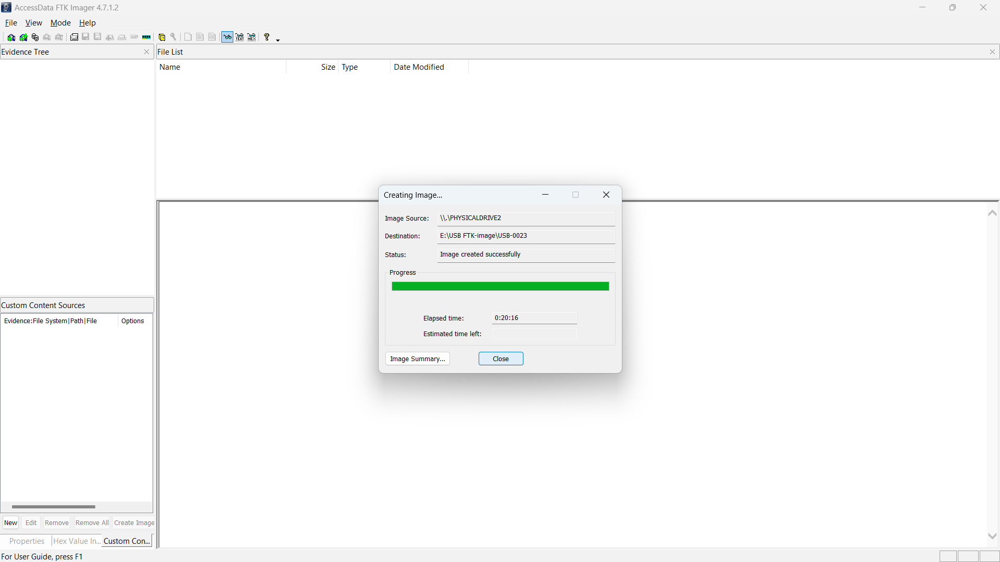 AccessData FTK Imager 4.7.1.2
File View Mode Help
TEXT HEX ?
Evidence Tree
File List
Name Size Type Date Modified
Creating Image...
Image Source: \\.\PHYSICALDRIVE2
Destination: E:\USB FTK-image\USB-0023
Status: Image created successfully
Progress
Elapsed time: 0:20:16
Estimated time left:
Image Summary... Close
Custom Content Sources
Evidence:File System|Path|File Options
New Edit Remove Remove All Create Image
Properties Hex Value In... Custom Con...
For User Guide, press F1